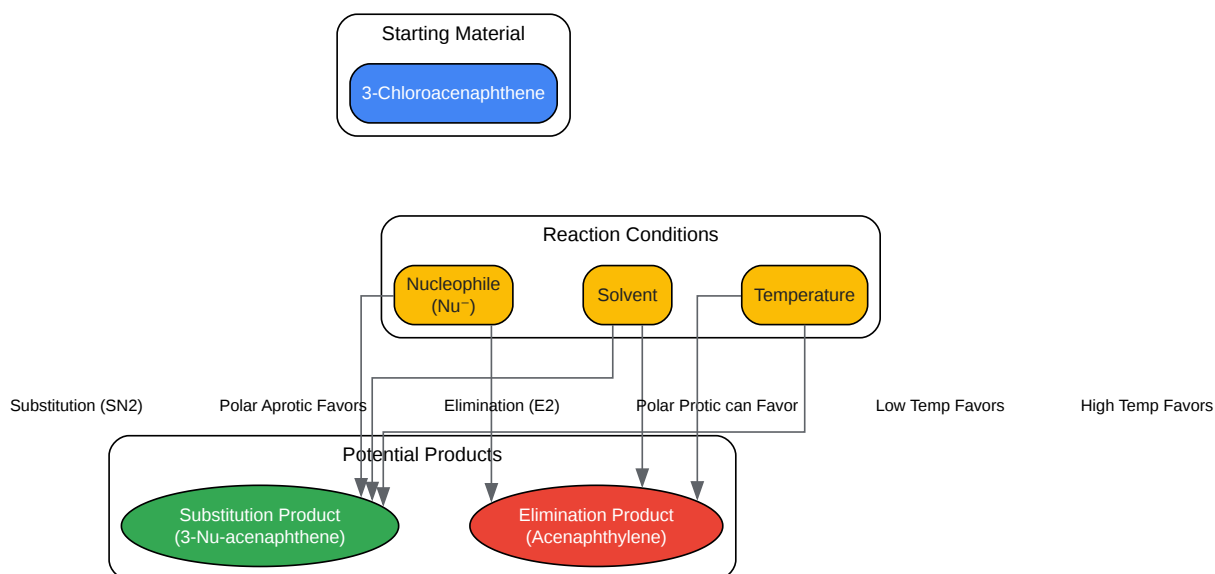 Starting Material
3-Chloroacenaphthene
Reaction Conditions
Nucleophile
(Nu⁻)
Solvent
Temperature
Substitution (SN2)
Polar Aprotic Favors
Elimination (E2)
Polar Protic can Favor
Low Temp Favors
High Temp Favors
Potential Products
Substitution Product
(3-Nu-acenaphthene)
Elimination Product
(Acenaphthylene)